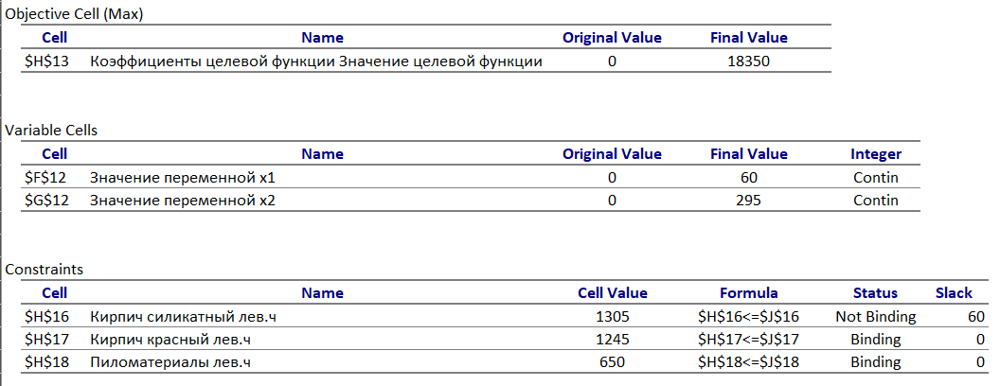 Objective Cell (Max)
Cell Name Original Value Final Value
$H$13 Коэффициенты целевой функции Значение целевой функции 0 18350
Variable Cells
Cell Name Original Value Final Value Integer
$F$12 Значение переменной x1 0 60 Contin
$G$12 Значение переменной x2 0 295 Contin
Constraints
Cell Name Cell Value Formula Status Slack
$H$16 Кирпич силикатный лев.ч 1305 $H$16<=$J$16 Not Binding 60
$H$17 Кирпич красный лев.ч 1245 $H$17<=$J$17 Binding 0
$H$18 Пиломатериалы лев.ч 650 $H$18<=$J$18 Binding 0